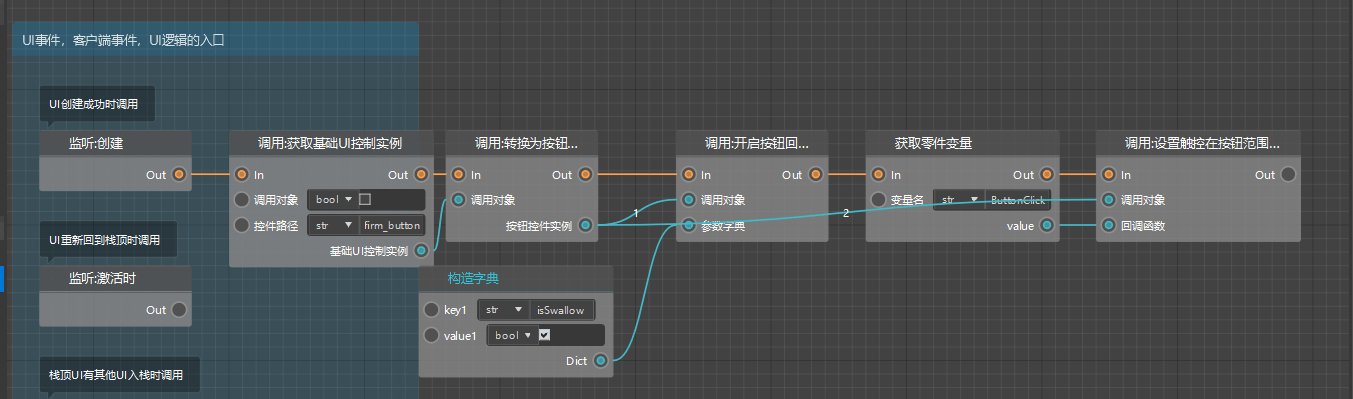 UI事件，客户端事件，UI逻辑的入口
UI创建成功时调用
监听:创建
Out
调用:获取基础UI控制实例
In
Out
调用对象
bool
控件路径
str
firm_button
基础UI控制实例
调用:转换为按钮...
In
Out
调用对象
按钮控件实例
调用:开启按钮回...
In
Out
调用对象
参数字典
获取零件变量
In
Out
变量名
str
ButtonClick
value
调用:设置触控在按钮范围...
In
Out
调用对象
回调函数
1
2
UI重新回到栈顶时调用
监听:激活时
Out
构造字典
key1
str
isSwallow
value1
bool
Dict
栈顶UI有其他UI入栈时调用